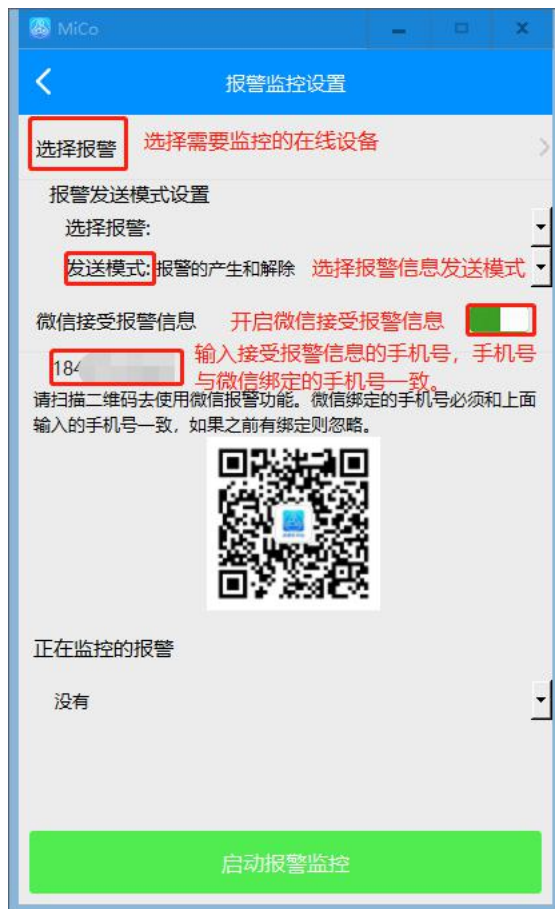 MiCo
报警监控设置
选择报警 选择需要监控的在线设备
报警发送模式设置
选择报警:
发送模式: 报警的产生和解除 选择报警信息发送模式
微信接受报警信息 开启微信接受报警信息
184
输入接受报警信息的手机号，手机号
与微信绑定的手机号一致。
请扫描二维码去使用微信报警功能。微信绑定的手机号必须和上面
输入的手机号一致，如果之前有绑定则忽略。
正在监控的报警
没有
启动报警监控